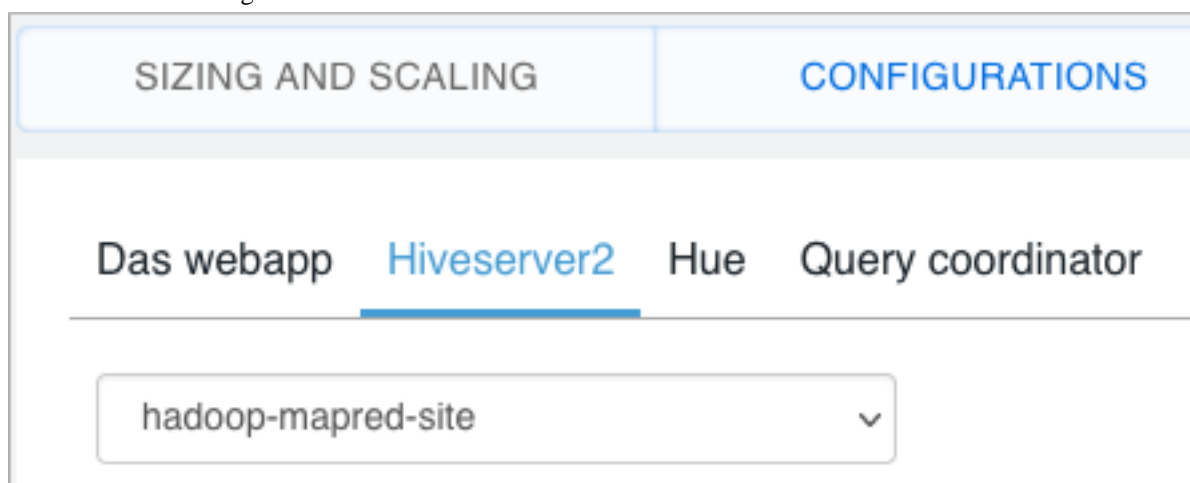 SIZING AND SCALING CONFIGURATIONS
Das webapp Hiveserver2 Hue Query coordinator
hadoop-mapred-site